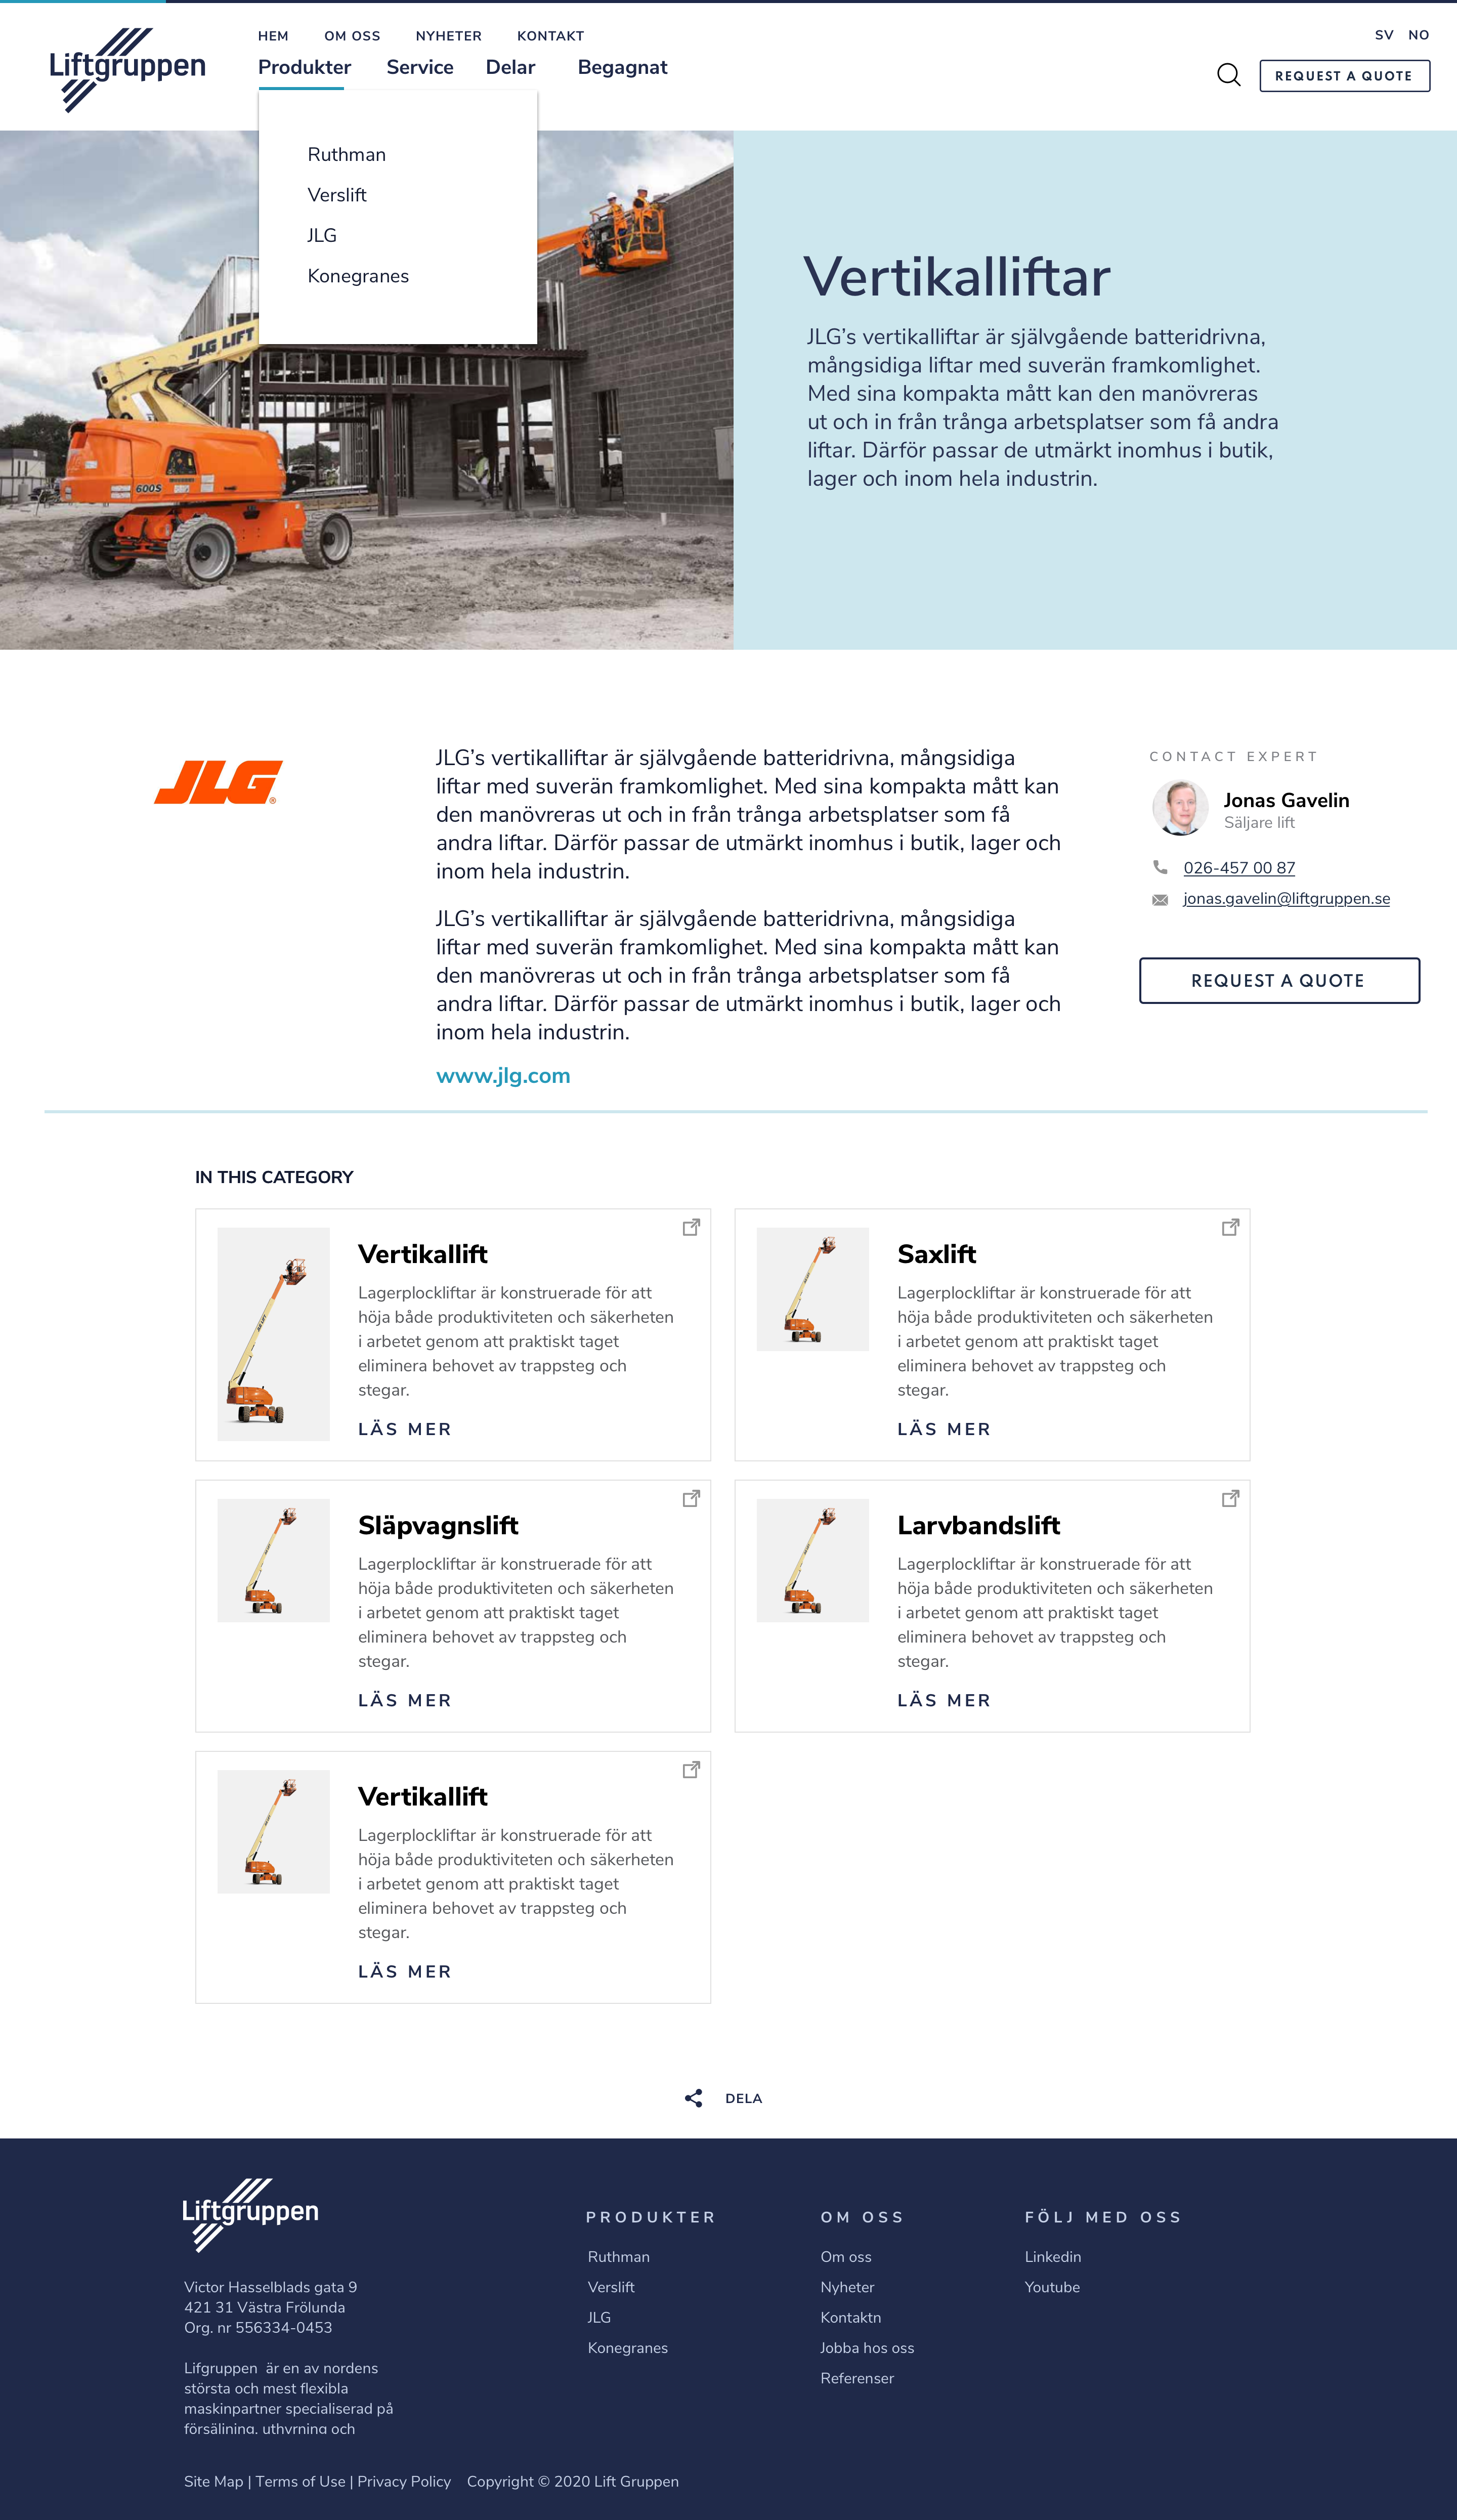 HEM OM OSS NYHETER KONTAKT
SV NO
Liftgruppen
Produkter Service Delar Begagnat
REQUEST A QUOTE
Ruthman
Verslift
JLG
Konegranes
JLG LIFT
600S
Vertikalliftar
JLG’s vertikalliftar är självgående batteridrivna,
mångsidiga liftar med suverän framkomlighet.
Med sina kompakta mått kan den manövreras
ut och in från trånga arbetsplatser som få andra
liftar. Därför passar de utmärkt inomhus i butik,
lager och inom hela industrin.
JLG®
JLG’s vertikalliftar är självgående batteridrivna, mångsidiga
liftar med suverän framkomlighet. Med sina kompakta mått kan
den manövreras ut och in från trånga arbetsplatser som få
andra liftar. Därför passar de utmärkt inomhus i butik, lager och
inom hela industrin.
JLG’s vertikalliftar är självgående batteridrivna, mångsidiga
liftar med suverän framkomlighet. Med sina kompakta mått kan
den manövreras ut och in från trånga arbetsplatser som få
andra liftar. Därför passar de utmärkt inomhus i butik, lager och
inom hela industrin.
www.jlg.com
CONTACT EXPERT
Jonas Gavelin
Säljare lift
026-457 00 87
jonas.gavelin@liftgruppen.se
REQUEST A QUOTE
IN THIS CATEGORY
Vertikallift
Lagerplockliftar är konstruerade för att
höja både produktiviteten och säkerheten
i arbetet genom att praktiskt taget
eliminera behovet av trappsteg och
stegar.
LÄS MER
Saxlift
Lagerplockliftar är konstruerade för att
höja både produktiviteten och säkerheten
i arbetet genom att praktiskt taget
eliminera behovet av trappsteg och
stegar.
LÄS MER
Släpvagnslift
Lagerplockliftar är konstruerade för att
höja både produktiviteten och säkerheten
i arbetet genom att praktiskt taget
eliminera behovet av trappsteg och
stegar.
LÄS MER
Larvbandslift
Lagerplockliftar är konstruerade för att
höja både produktiviteten och säkerheten
i arbetet genom att praktiskt taget
eliminera behovet av trappsteg och
stegar.
LÄS MER
Vertikallift
Lagerplockliftar är konstruerade för att
höja både produktiviteten och säkerheten
i arbetet genom att praktiskt taget
eliminera behovet av trappsteg och
stegar.
LÄS MER
DELA
Liftgruppen
Victor Hasselblads gata 9
421 31 Västra Frölunda
Org. nr 556334-0453
Lifgruppen är en av nordens
största och mest flexibla
maskinpartner specialiserad på
försäljning, uthyrning och
PRODUKTER
Ruthman
Verslift
JLG
Konegranes
OM OSS
Om oss
Nyheter
Kontaktn
Jobba hos oss
Referenser
FÖLJ MED OSS
Linkedin
Youtube
Site Map | Terms of Use | Privacy Policy Copyright © 2020 Lift Gruppen